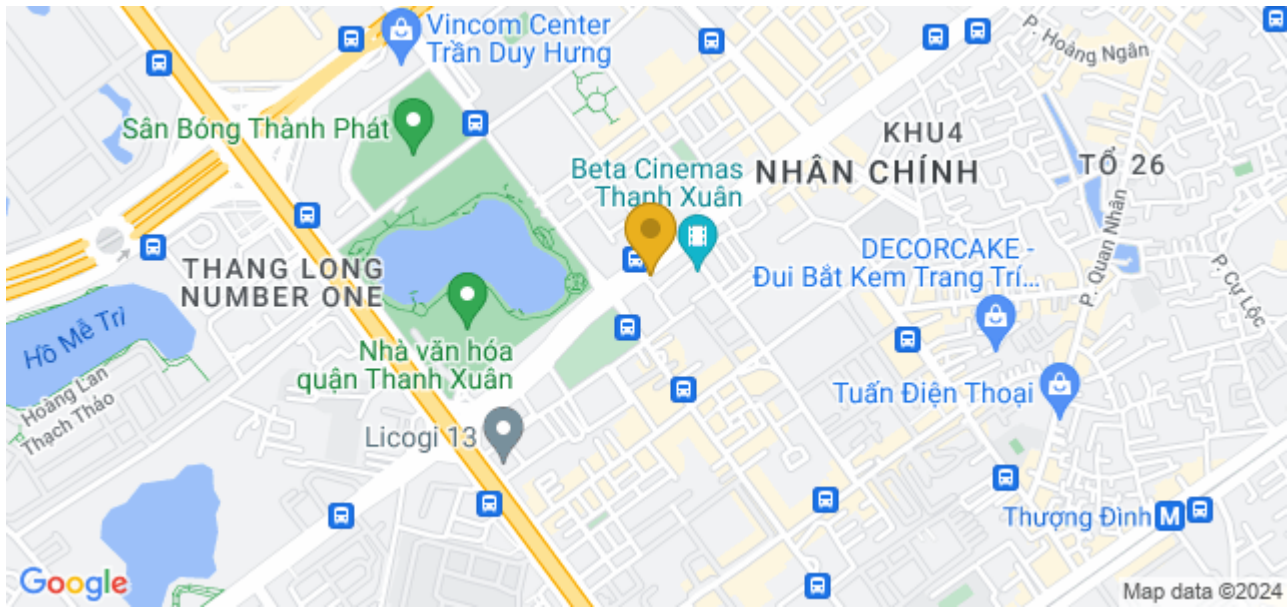 Vincom Center
Trần Duy Hưng
P. Hoàng Ngân
Sân Bóng Thành Phát
KHU4
Beta Cinemas
Thanh Xuân
NHÂN CHÍNH
TỔ 26
P. Quan Nhân
DECORCAKE -
Đui Bắt Kem Trang Trí...
P. Cự Lộc
THANG LONG
NUMBER ONE
Hồ Mễ Trì
Nhà văn hóa
quận Thanh Xuân
Hoàng Lan
Thạch Thảo
Tuấn Điện Thoại
Licogi 13
Thượng Đình M
Google
Map data ©2024